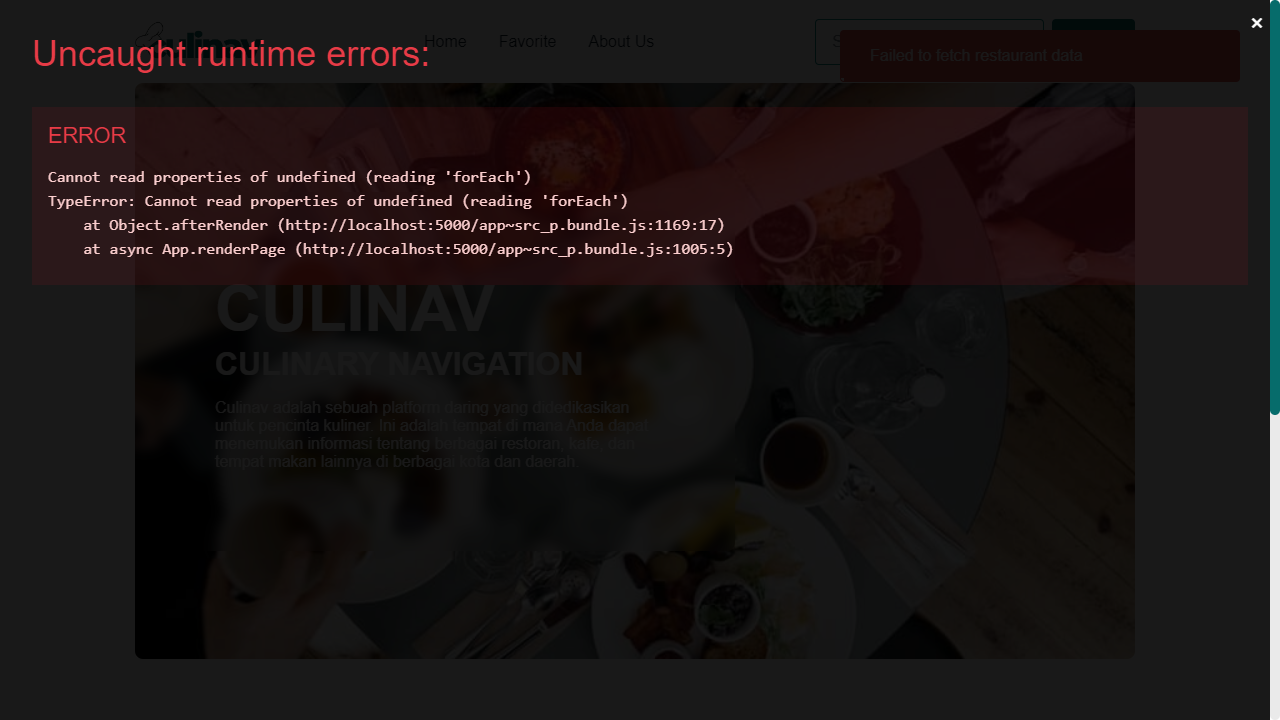 Culinav
Home
Favorite
About Us
Failed to fetch restaurant data
Uncaught runtime errors:
ERROR
Cannot read properties of undefined (reading 'forEach')
TypeError: Cannot read properties of undefined (reading 'forEach')
at Object.afterRender (http://localhost:5000/app~src_p.bundle.js:1169:17)
at async App.renderPage (http://localhost:5000/app~src_p.bundle.js:1005:5)
CULINAV
CULINARY NAVIGATION
Culinav adalah sebuah platform daring yang didedikasikan
untuk pencinta kuliner. Ini adalah tempat di mana Anda dapat
menemukan informasi tentang berbagai restoran, kafe, dan
tempat makan lainnya di berbagai kota dan daerah.